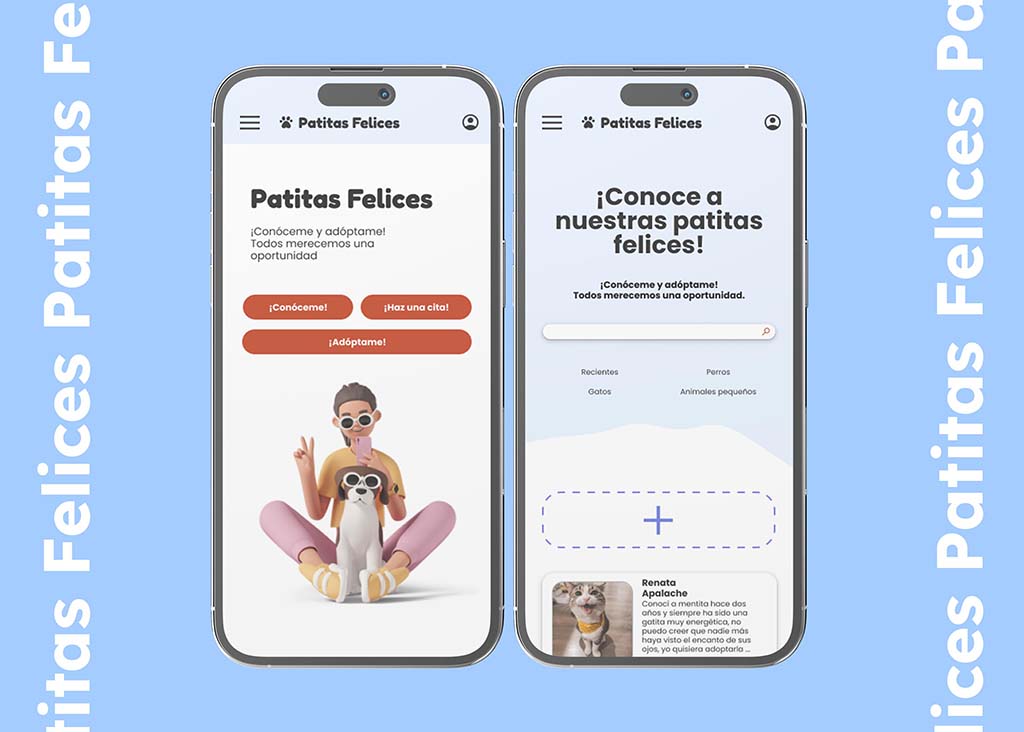 Patitas Felices Patitas Fe
Patitas Felices
Patitas Felices
¡Conóceme y adóptame!
Todos merecemos una
oportunidad
¡Conóceme!
¡Haz una cita!
¡Adóptame!
Patitas Felices
¡Conoce a
nuestras patitas
felices!
¡Conóceme y adóptame!
Todos merecemos una oportunidad.
Recientes
Perros
Gatos
Animales pequeños
Renata
Apalache
Conocí a mentita hace dos
años y siempre ha sido una
gatita muy energética, no
puedo creer que nadie más
haya visto el encanto de sus
ojos, yo quisiera adoptarla ...
lices Patitas Felices Pa